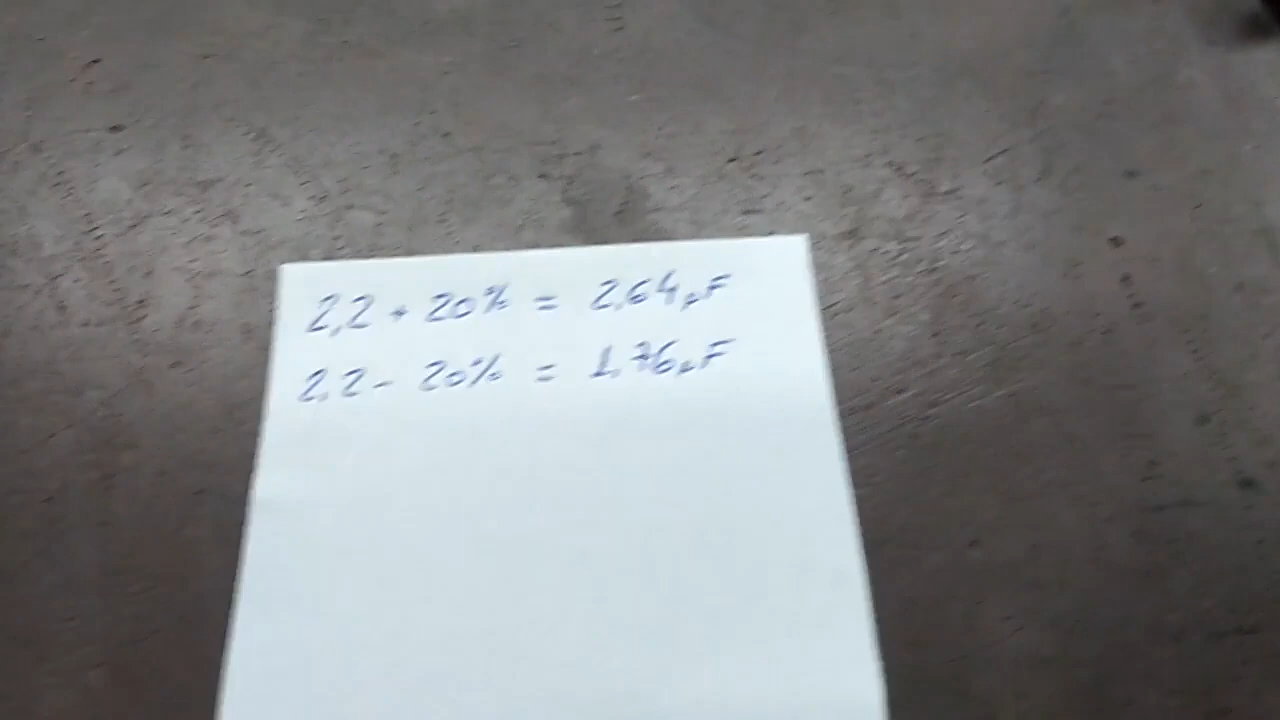 2,2 + 20% = 2,64µF
2,2 - 20% = 1,76µF